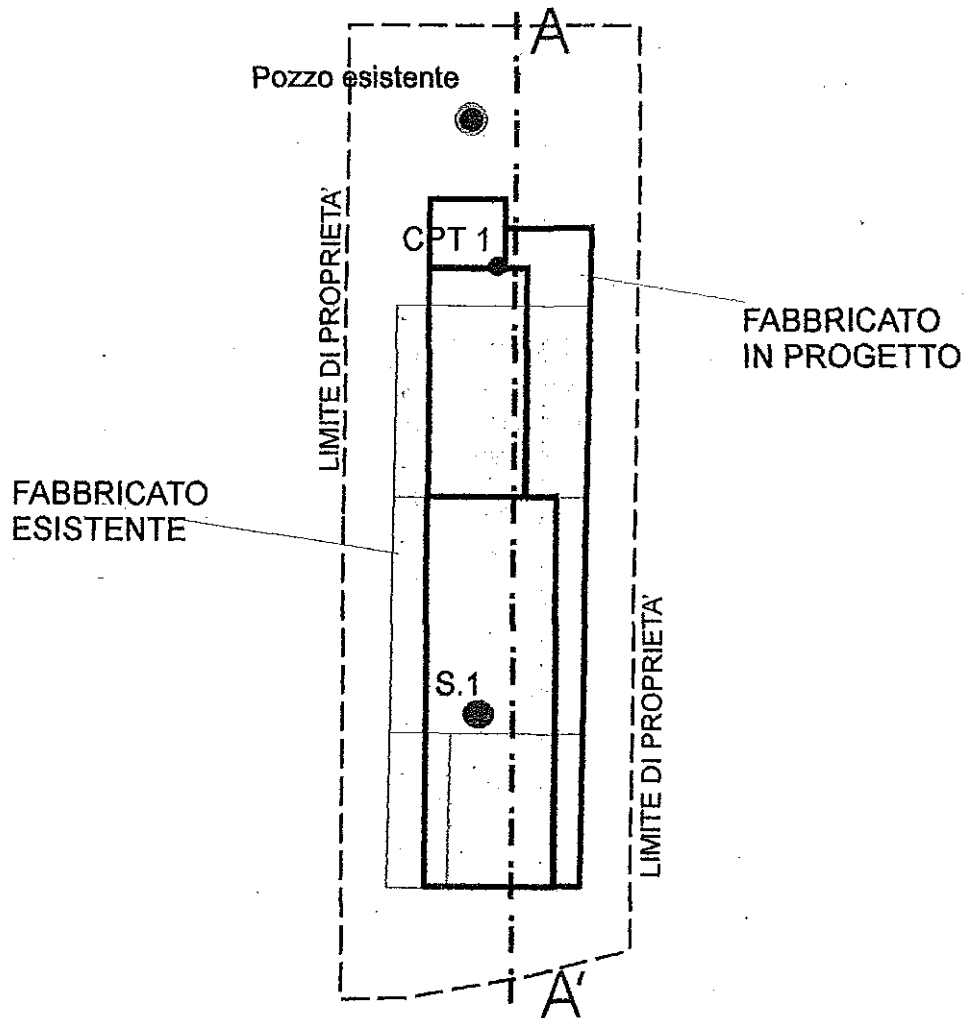 A
Pozzo esistente
CPT 1
LIMITE DI PROPRIETA'
FABBRICATO
IN PROGETTO
FABBRICATO
ESISTENTE
S.1
LIMITE DI PROPRIETA'
A'